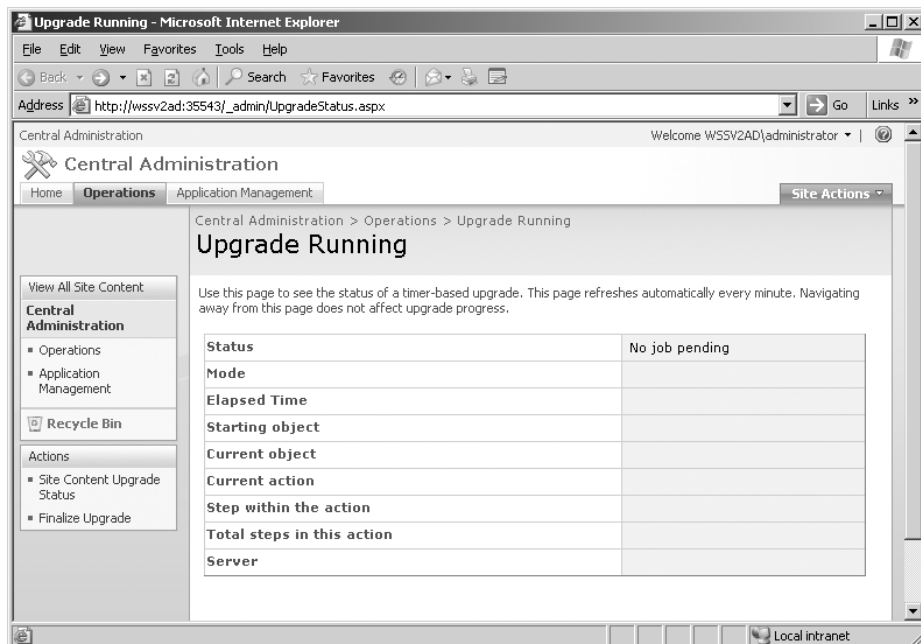 Upgrade Running - Microsoft Internet Explorer
File Edit View Favorites Tools Help
Back Search Favorites
Address http://wssv2ad:35543/_admin/UpgradeStatus.aspx Go Links »
Central Administration Welcome WSSV2AD\administrator
Central Administration
Home Operations Application Management Site Actions
Central Administration > Operations > Upgrade Running
Upgrade Running
View All Site Content
Central
Administration
Operations
Application
Management
Recycle Bin
Actions
Site Content Upgrade
Status
Finalize Upgrade
Use this page to see the status of a timer-based upgrade. This page refreshes automatically every minute. Navigating
away from this page does not affect upgrade progress.
Status No job pending
Mode
Elapsed Time
Starting object
Current object
Current action
Step within the action
Total steps in this action
Server
Local intranet